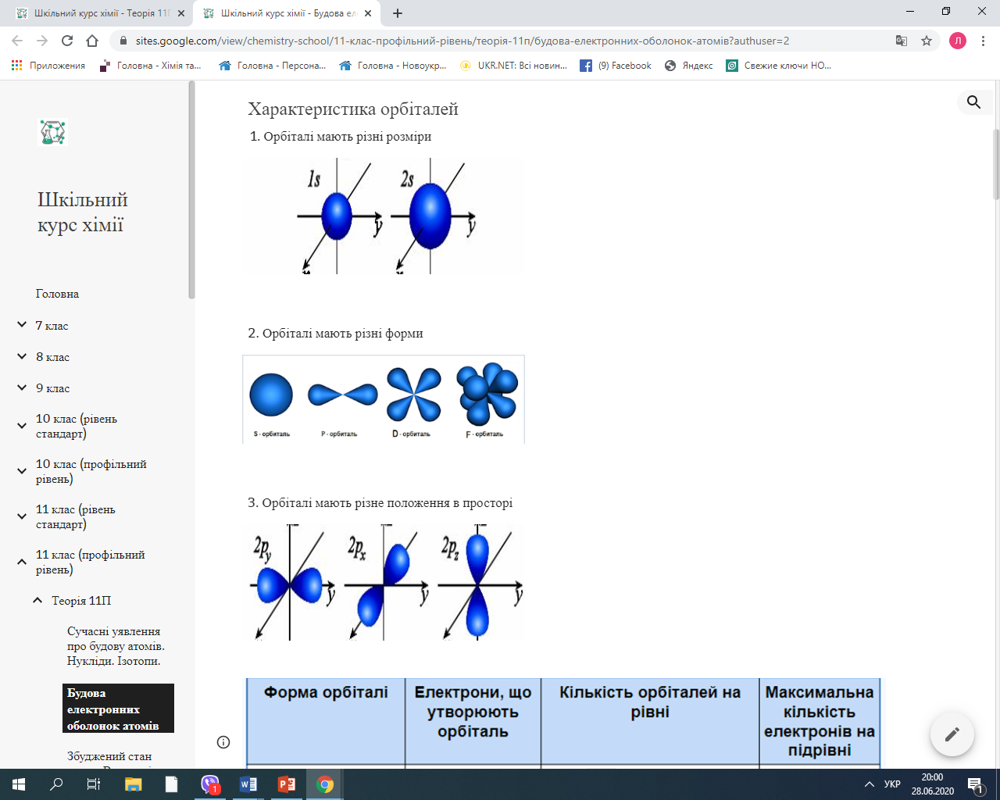 Шкільний курс хімії - Теорія 11П
Шкільний курс хімії - Будова ел
sites.google.com/view/chemistry-school/11-клас-профільний-рівень/теорія-11п/будова-електронних-оболонок-атомів?authuser=2
Л
Приложения
Головна - Хімія та...
Головна - Персона...
Головна - Новоукр...
UKR.NET: Всі новин...
(9) Facebook
Яндекс
Свежие ключи НО...
Шкільний
курс хімії
Головна
7 клас
8 клас
9 клас
10 клас (рівень
стандарт)
10 клас (профільний
рівень)
11 клас (рівень
стандарт)
11 клас (профільний
рівень)
Теорія 11П
Сучасні уявлення
про будову атомів.
Нукліди. Ізотопи.
Будова
електронних
оболонок атомів
Збуджений стан
Характеристика орбіталей
1. Орбіталі мають різні розміри
1s
2s
y
y
2. Орбіталі мають різні форми
S - орбиталь
P - орбиталь
D - орбиталь
F - орбиталь
3. Орбіталі мають різне положення в просторі
2py
2px
2pz
y
y
y
Форма орбіталі
Електрони, що
утворюють
орбіталь
Кількість орбіталей на
рівні
Максимальна
кількість
електронів на
підрівні
1
УКР
20:00
28.06.2020
1